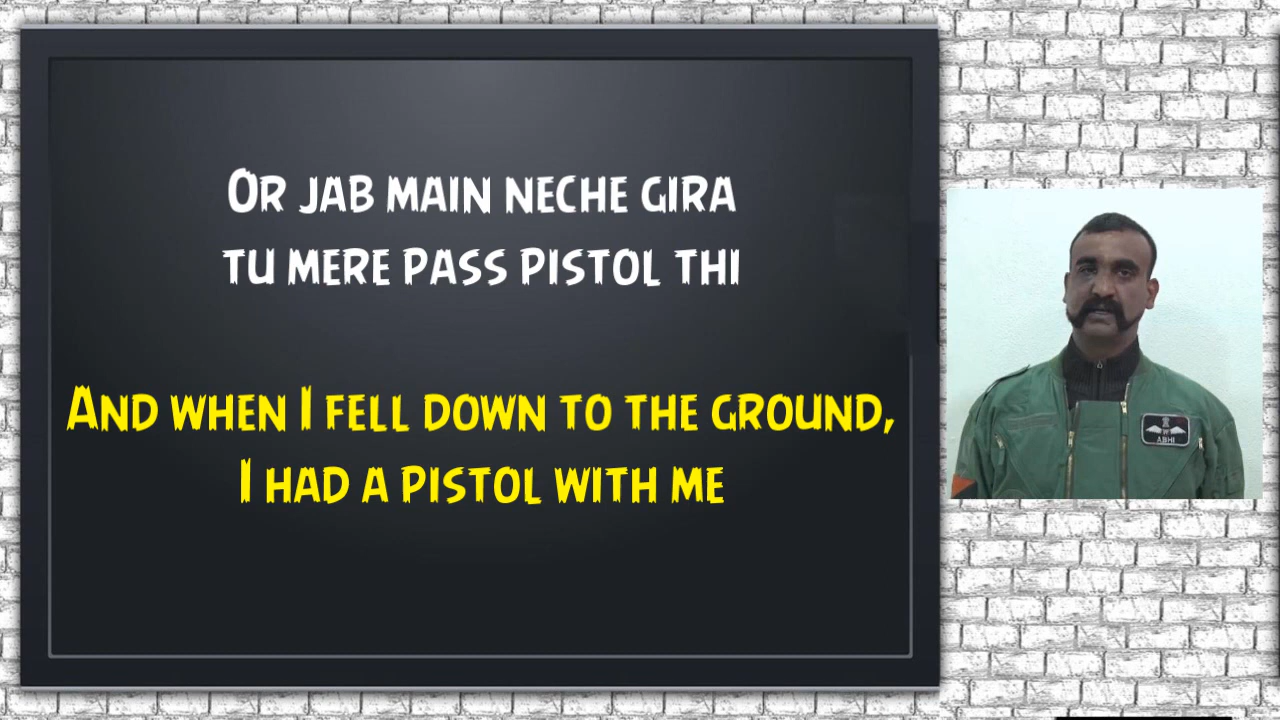 Or jab main neche gira
tu mere pass pistol thi
And when I fell down to the ground,
I had a pistol with me
ABHI